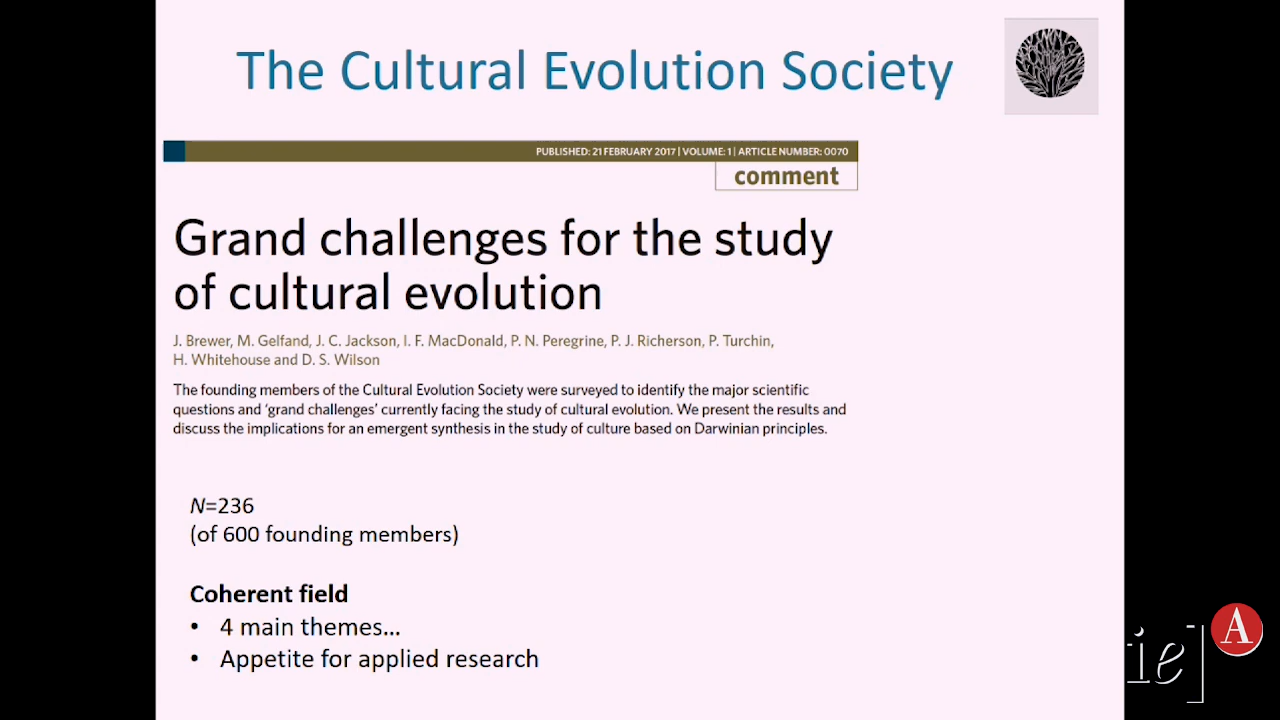 The Cultural Evolution Society
PUBLISHED: 21 FEBRUARY 2017 | VOLUME: 1 | ARTICLE NUMBER: 0070
comment
Grand challenges for the study
of cultural evolution
J. Brewer, M. Gelfand, J. C. Jackson, I. F. MacDonald, P. N. Peregrine, P. J. Richerson, P. Turchin,
H. Whitehouse and D. S. Wilson
The founding members of the Cultural Evolution Society were surveyed to identify the major scientific
questions and ‘grand challenges’ currently facing the study of cultural evolution. We present the results and
discuss the implications for an emergent synthesis in the study of culture based on Darwinian principles.
N=236
(of 600 founding members)
Coherent field
• 4 main themes...
• Appetite for applied research
A
ie]